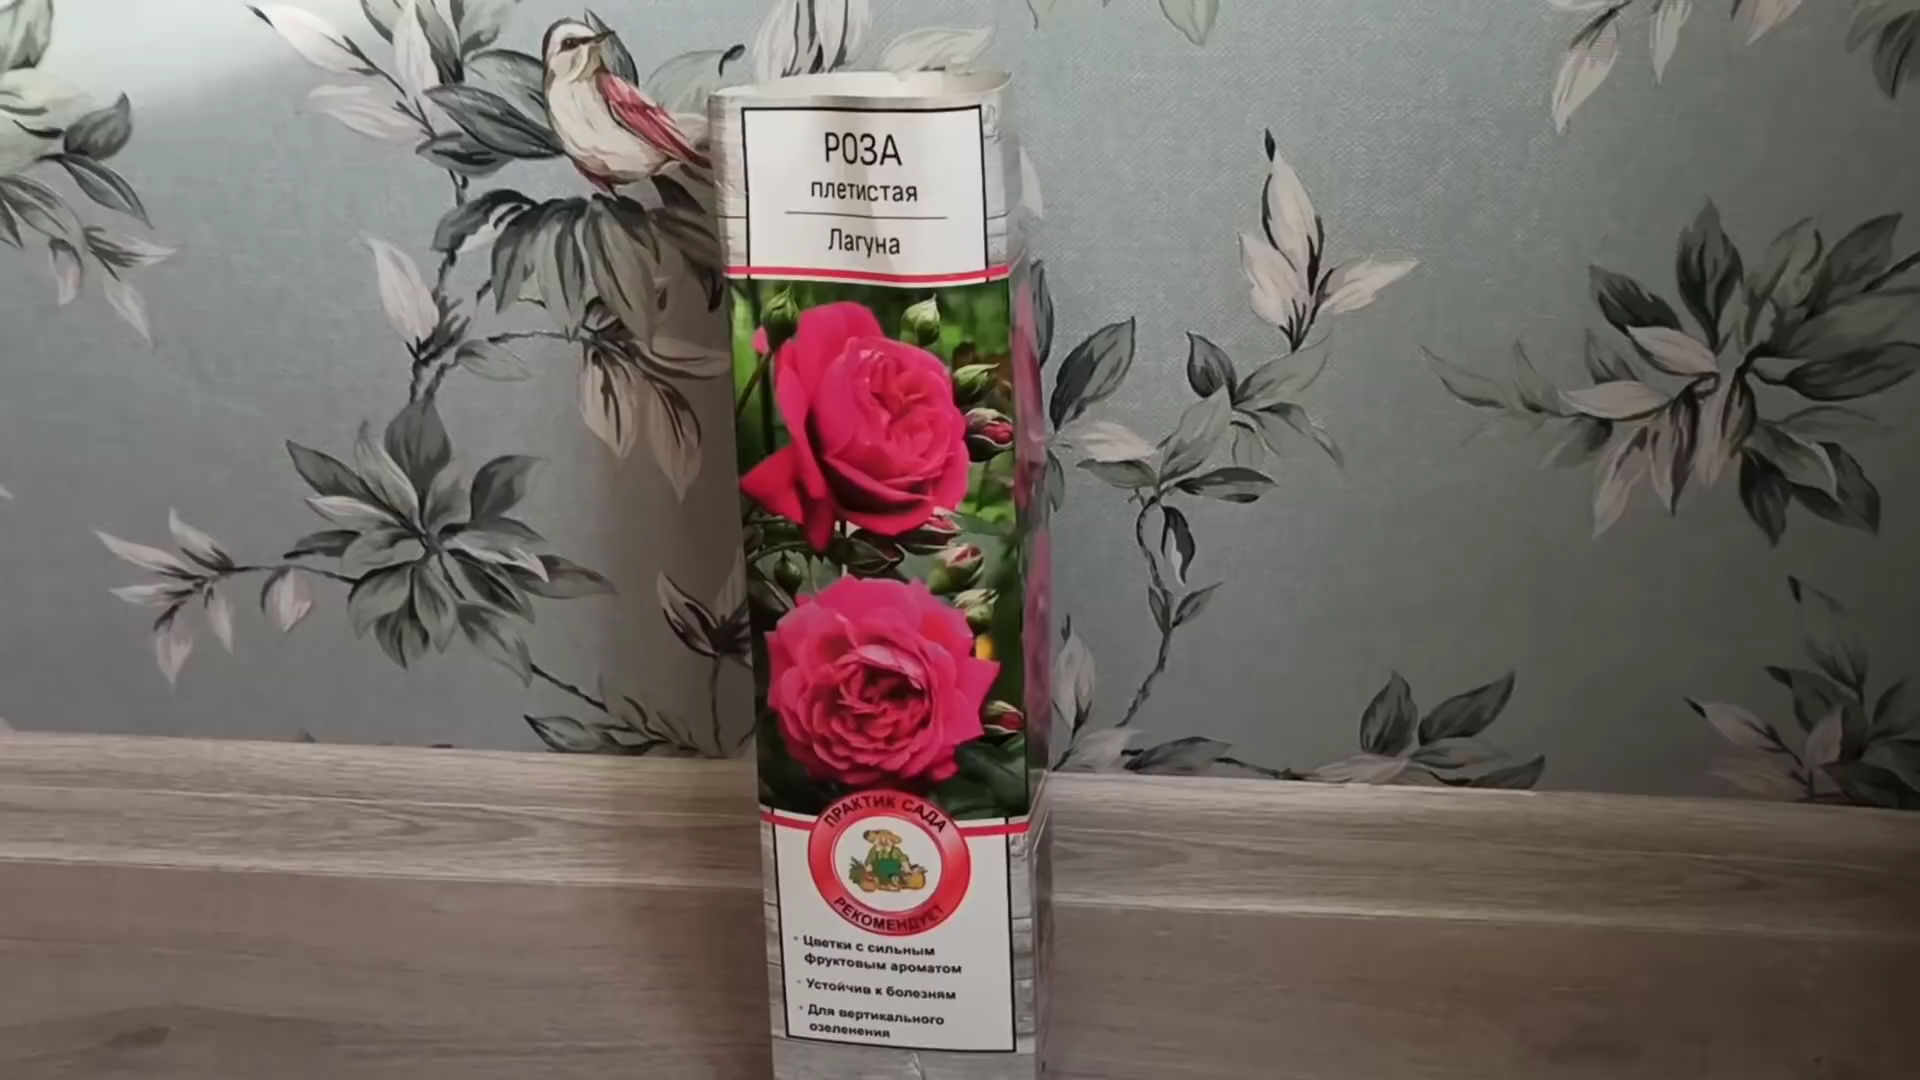 РОЗА
плетистая
Лагуна
ПРАКТИК САДА
РЕКОМЕНДУЕТ
- Цветки с сильным
фруктовым ароматом
- Устойчив к болезням
- Для вертикального
озеленения